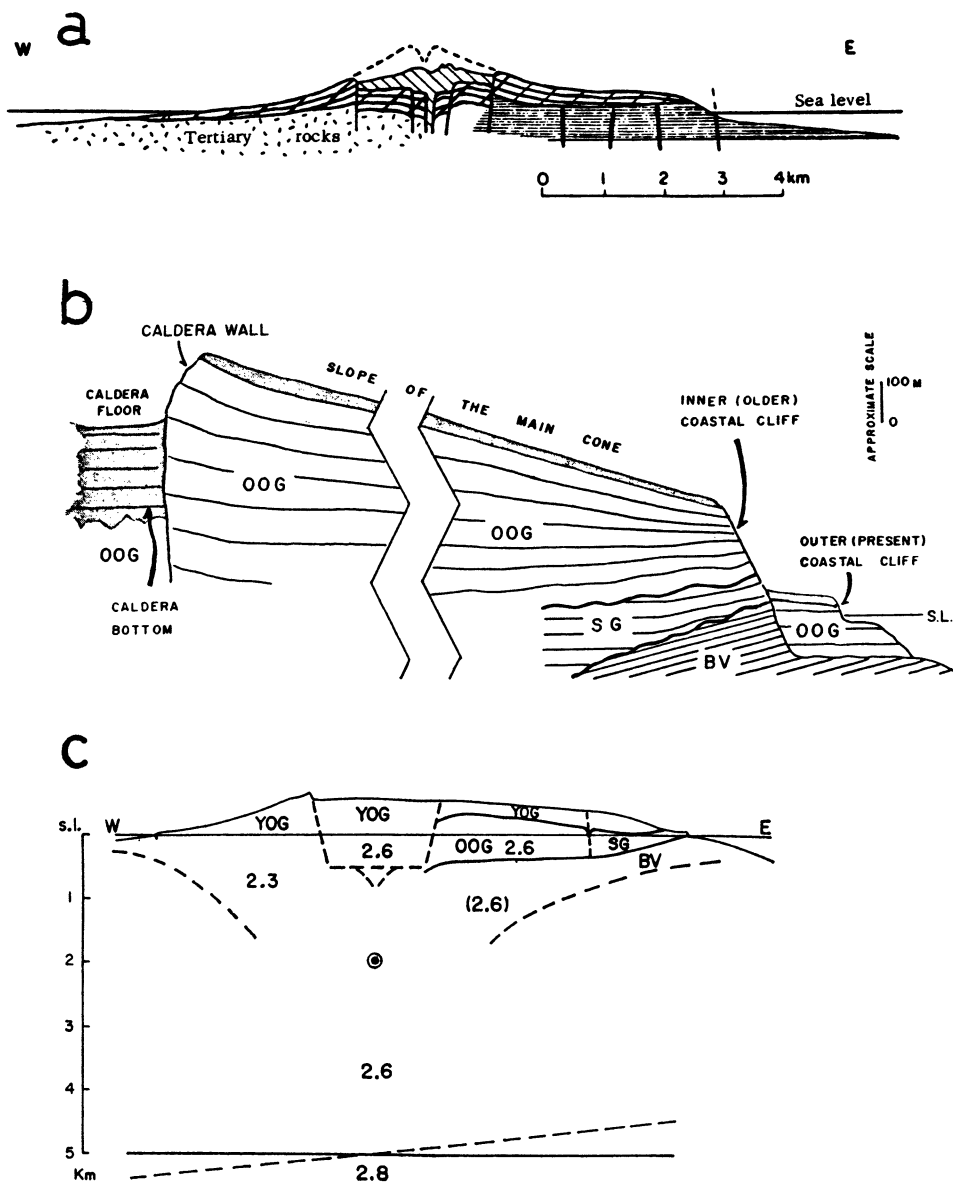 a
W
E
Sea level
Tertiary rocks
0 1 2 3 4 km
b
CALDERA WALL
SLOPE OF THE MAIN CONE
CALDERA
FLOOR
OOG
OOG
OOG
CALDERA
BOTTOM
INNER (OLDER)
COASTAL CLIFF
APPROXIMATE SCALE
100 M
0
OUTER (PRESENT)
COASTAL CLIFF
S.L.
SG
OOG
BV
c
s.l.
W
E
YOG
YOG
YOG
2.6
OOG 2.6
SG
BV
2.3
(2.6)
1
2
3
2.6
4
5
Km
2.8